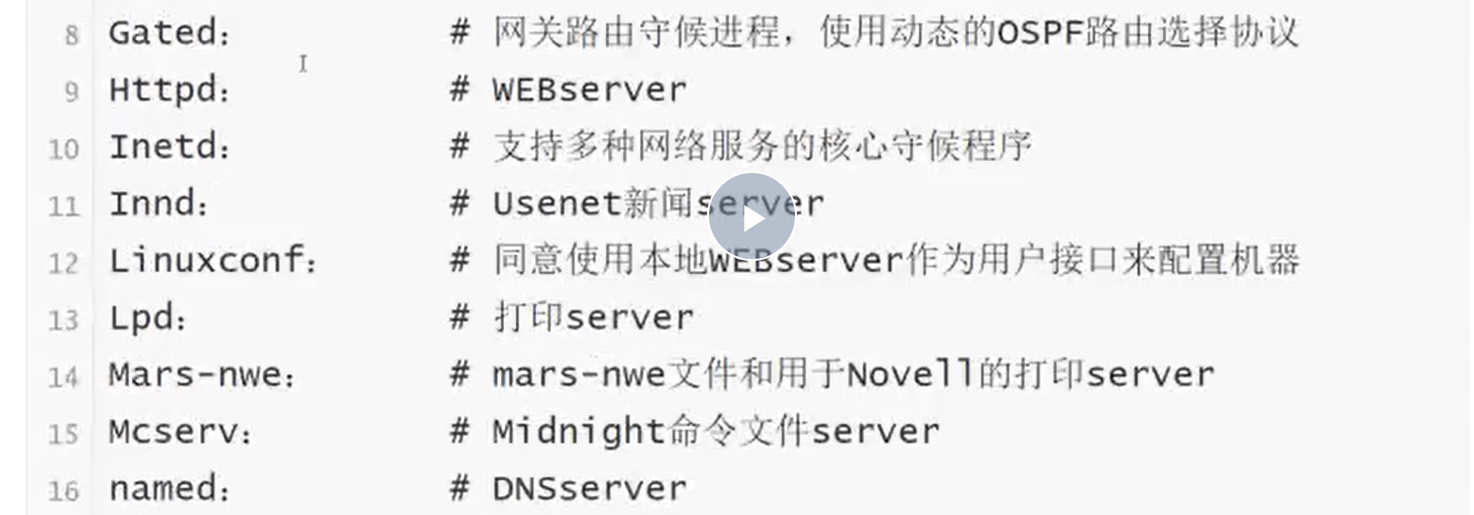 8 Gated: # 网关路由守候进程，使用动态的OSPF路由选择协议
9 Httpd: # WEBserver
10 Inetd: # 支持多种网络服务的核心守候程序
11 Innd: # Usenet新闻server
12 Linuxconf: # 同意使用本地WEBserver作为用户接口来配置机器
13 Lpd: # 打印server
14 Mars-nwe: # mars-nwe文件和用于Novell的打印server
15 Mcserv: # Midnight命令文件server
16 named: # DNSserver